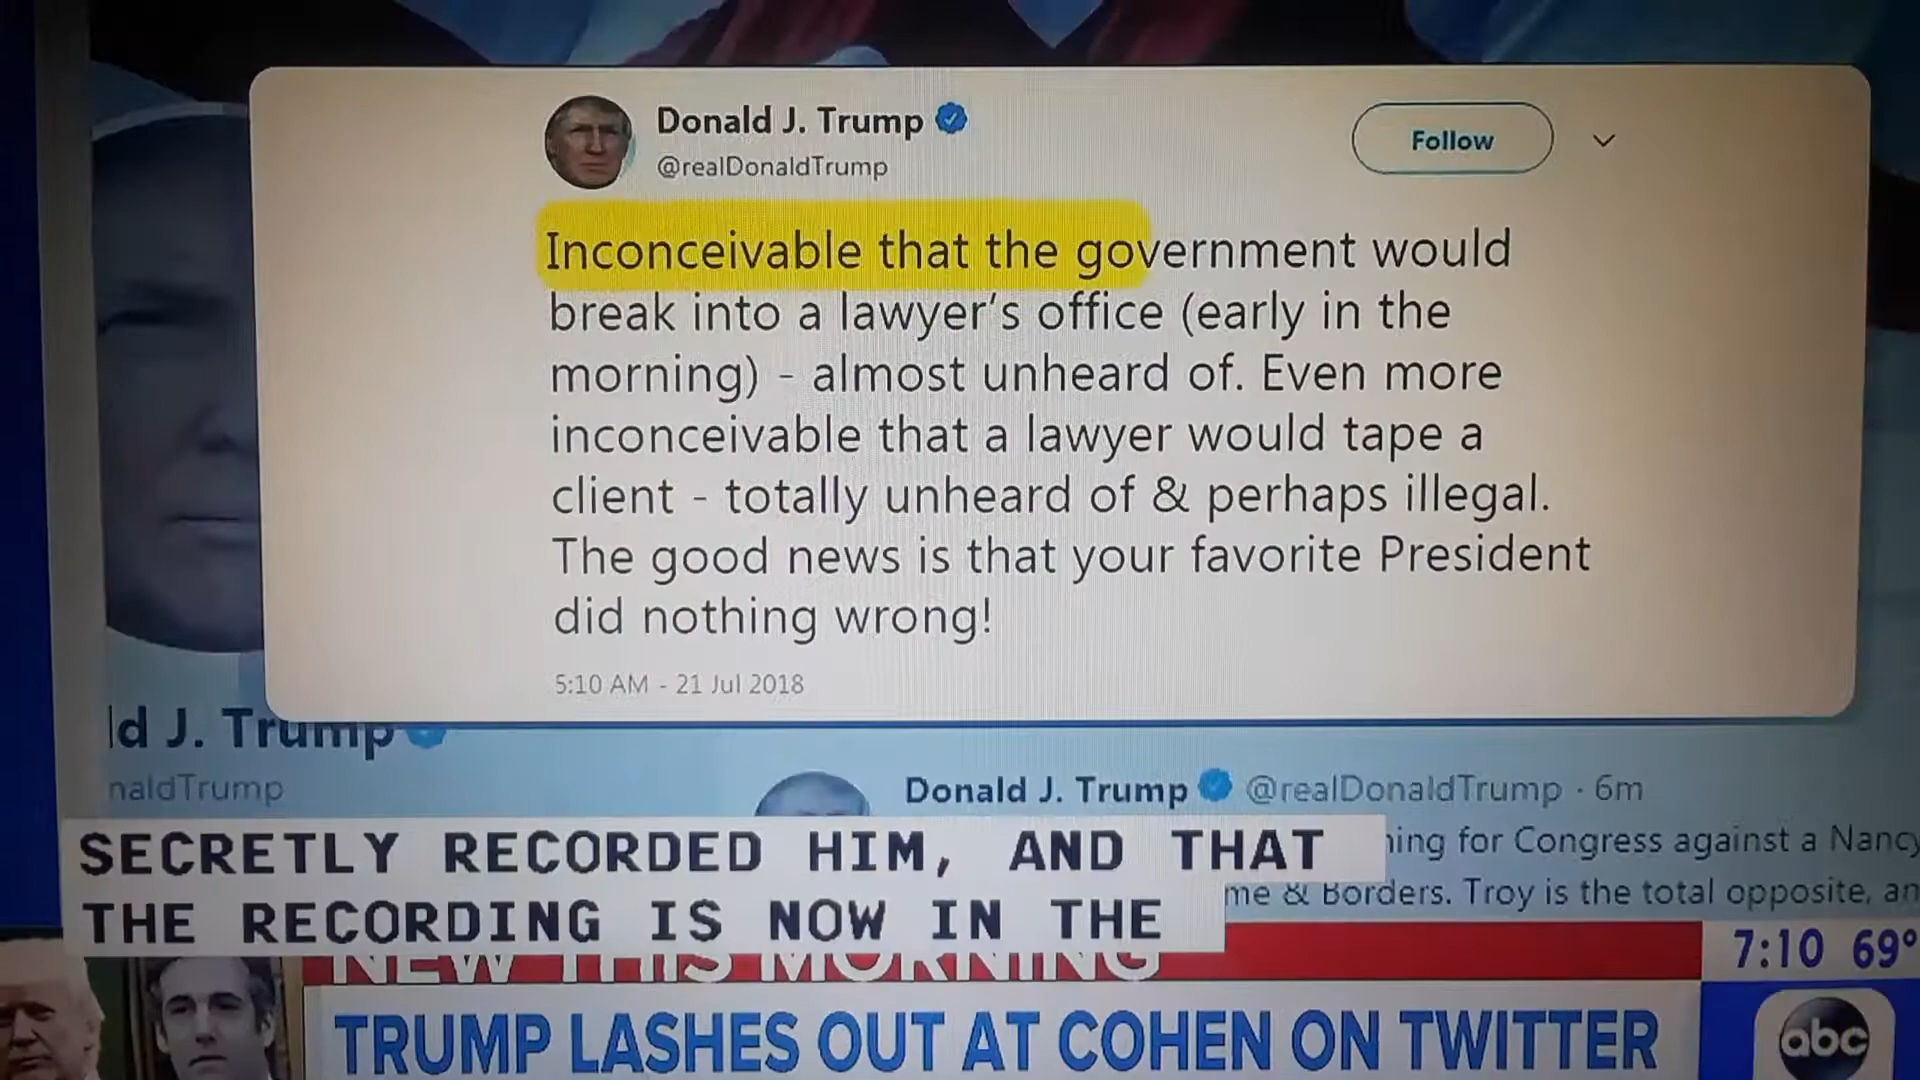 Donald J. Trump
@realDonaldTrump
Follow
Inconceivable that the government would
break into a lawyer's office (early in the
morning) - almost unheard of. Even more
inconceivable that a lawyer would tape a
client - totally unheard of & perhaps illegal.
The good news is that your favorite President
did nothing wrong!
5:10 AM - 21 Jul 2018
ld J. Trump
naldTrump
Donald J. Trump @realDonaldTrump · 6m
ing for Congress against a Nancy
me & Borders. Troy is the total opposite, an
SECRETLY RECORDED HIM, AND THAT
THE RECORDING IS NOW IN THE
NEW THIS MORNING
7:10 69°
TRUMP LASHES OUT AT COHEN ON TWITTER
abc